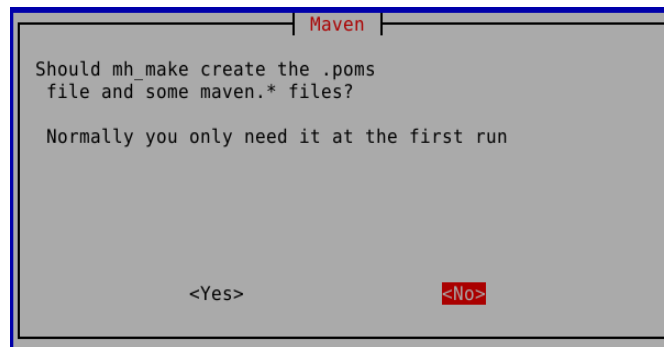 Maven
Should mh_make create the .poms
file and some maven.* files?
Normally you only need it at the first run
<Yes> <No>